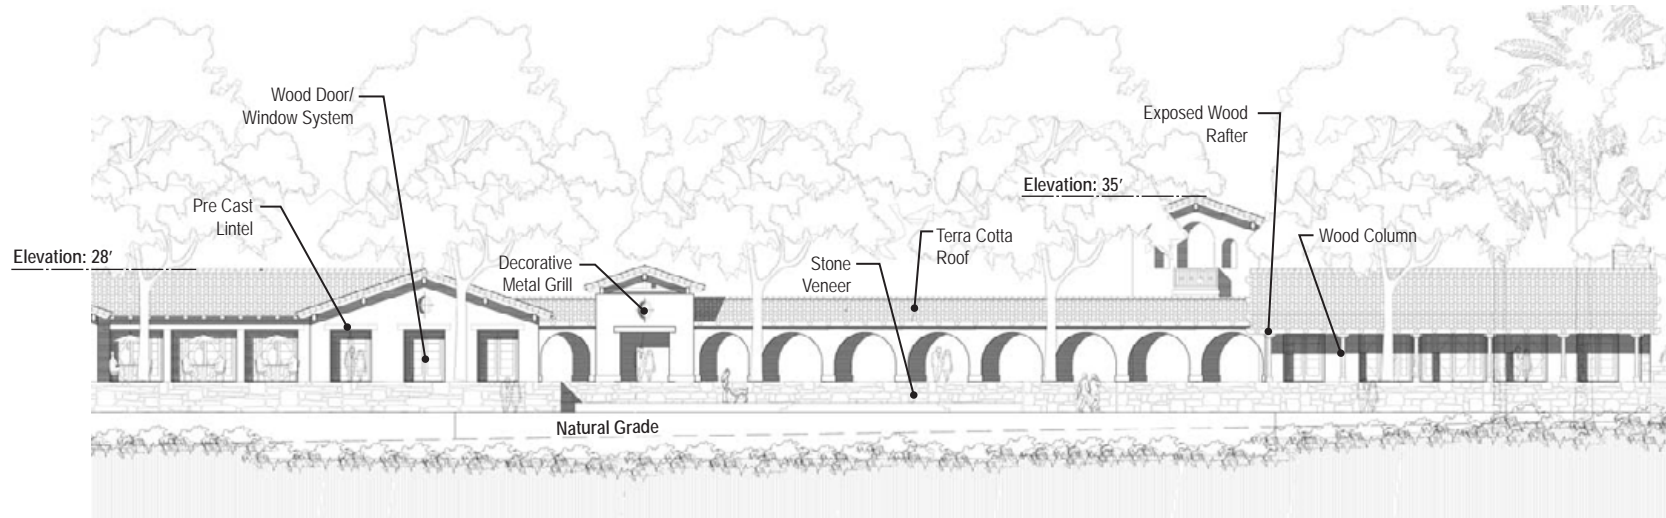 Wood Door/
Window System
Exposed Wood
Rafter
Elevation: 35'
Pre Cast
Lintel
Terra Cotta
Roof
Wood Column
Elevation: 28'
Decorative
Metal Grill
Stone
Veneer
Natural Grade